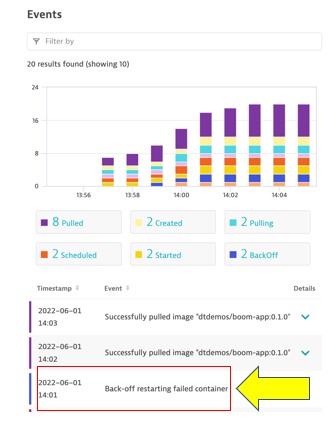 Events
Filter by
20 results found (showing 10)
24
16
8
0
13:56 13:58 14:00 14:02 14:04
8 Pulled 2 Created 2 Pulling
2 Scheduled 2 Started 2 BackOff
Timestamp Event Details
2022-06-01
14:03
Successfully pulled image "dtdemos/boom-app:0.1.0"
2022-06-01
14:02
Successfully pulled image "dtdemos/boom-app:0.1.0"
2022-06-01
14:01
Back-off restarting failed container